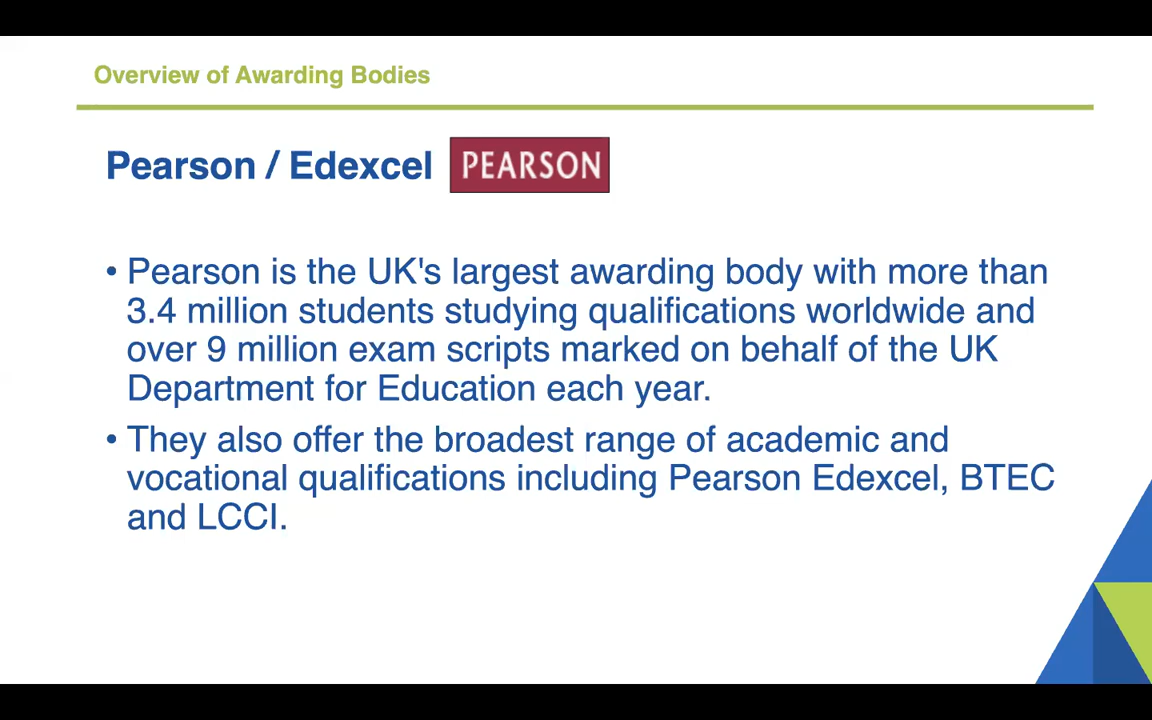 Overview of Awarding Bodies
Pearson / Edexcel PEARSON
• Pearson is the UK's largest awarding body with more than
3.4 million students studying qualifications worldwide and
over 9 million exam scripts marked on behalf of the UK
Department for Education each year.
• They also offer the broadest range of academic and
vocational qualifications including Pearson Edexcel, BTEC
and LCCI.